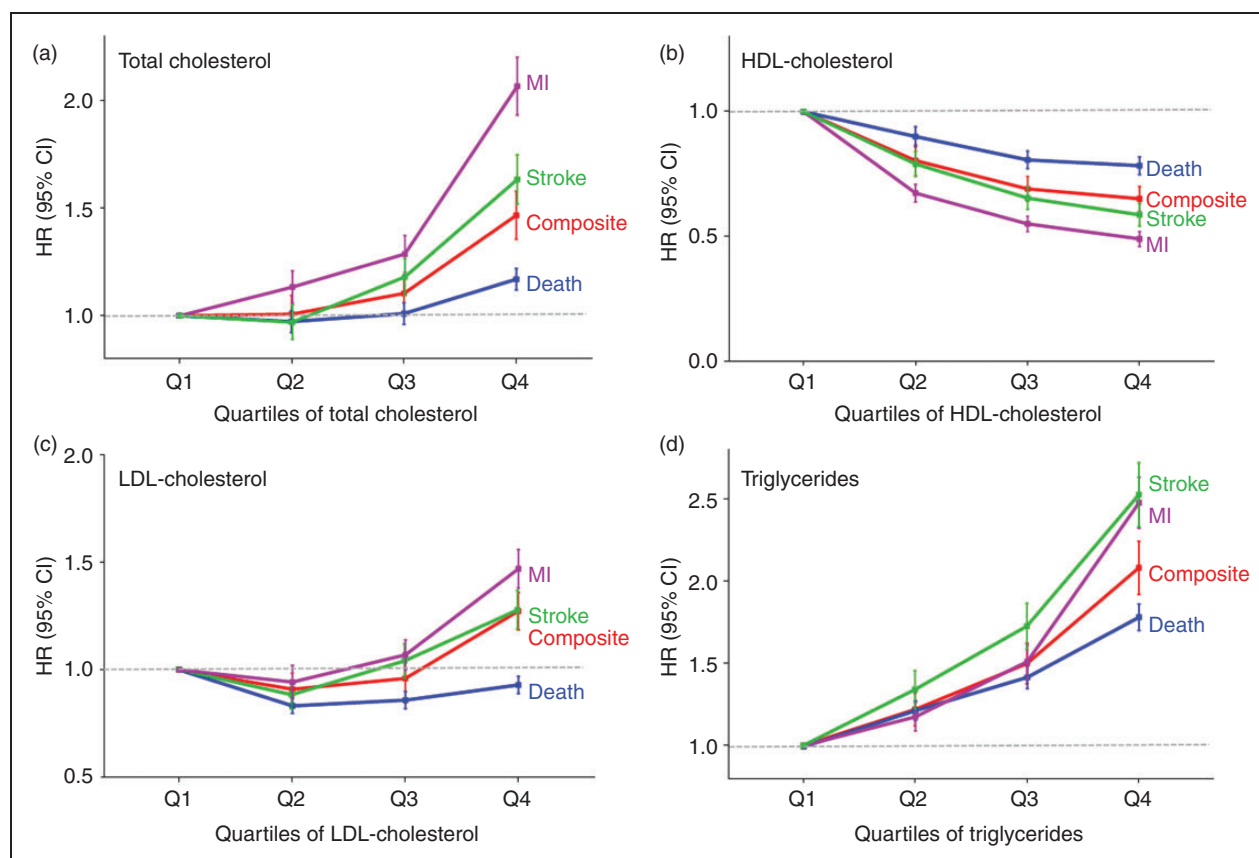 (a)
Total cholesterol
HR (95% CI)
2.0
1.5
1.0
MI
Stroke
Composite
Death
Q1 Q2 Q3 Q4
Quartiles of total cholesterol
(b)
HDL-cholesterol
HR (95% CI)
1.0
0.5
0.0
Death
Composite
Stroke
MI
Q1 Q2 Q3 Q4
Quartiles of HDL-cholesterol
(c)
LDL-cholesterol
HR (95% CI)
2.0
1.5
1.0
0.5
MI
Stroke
Composite
Death
Q1 Q2 Q3 Q4
Quartiles of LDL-cholesterol
(d)
Triglycerides
HR (95% CI)
2.5
2.0
1.5
1.0
Stroke
MI
Composite
Death
Q1 Q2 Q3 Q4
Quartiles of triglycerides